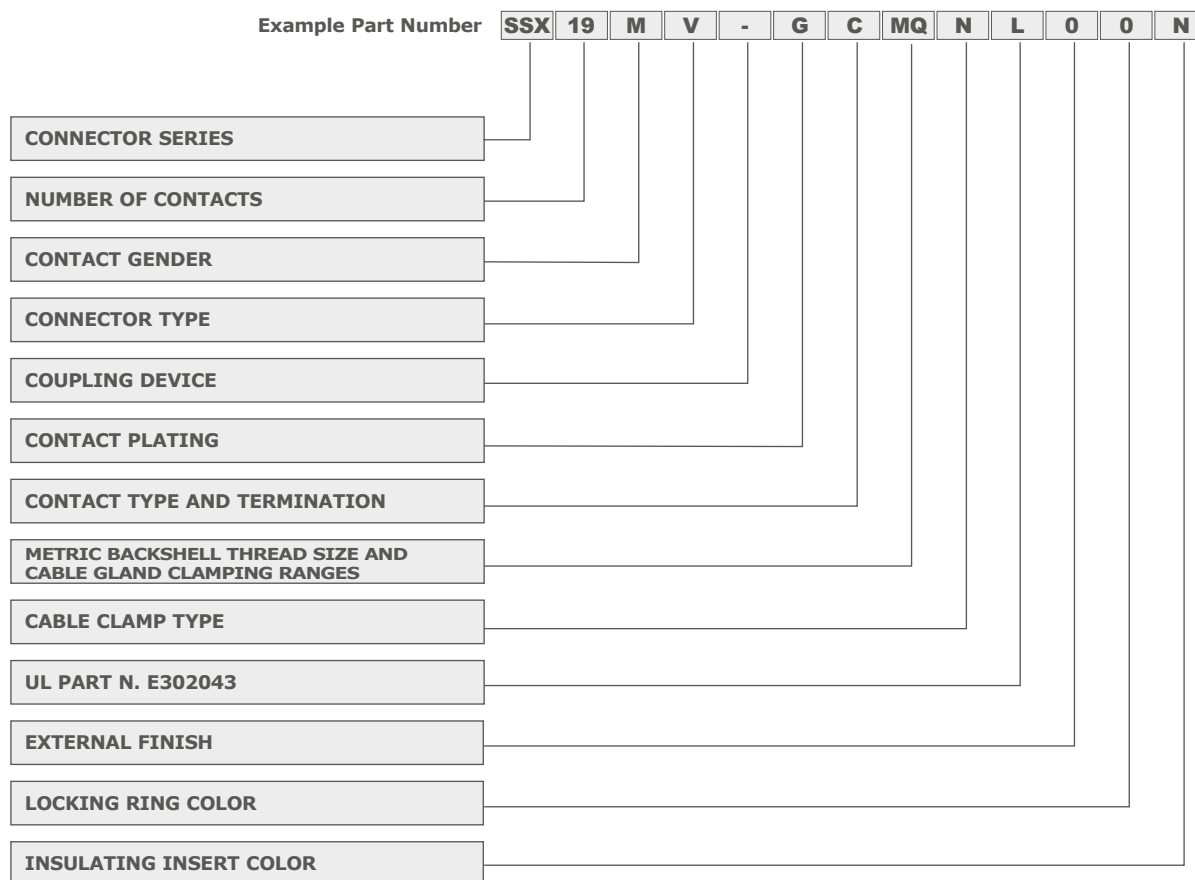 Example Part Number SSX 19 M V - G C MQ N L 0 0 N
CONNECTOR SERIES
NUMBER OF CONTACTS
CONTACT GENDER
CONNECTOR TYPE
COUPLING DEVICE
CONTACT PLATING
CONTACT TYPE AND TERMINATION
METRIC BACKSHELL THREAD SIZE AND
CABLE GLAND CLAMPING RANGES
CABLE CLAMP TYPE
UL PART N. E302043
EXTERNAL FINISH
LOCKING RING COLOR
INSULATING INSERT COLOR